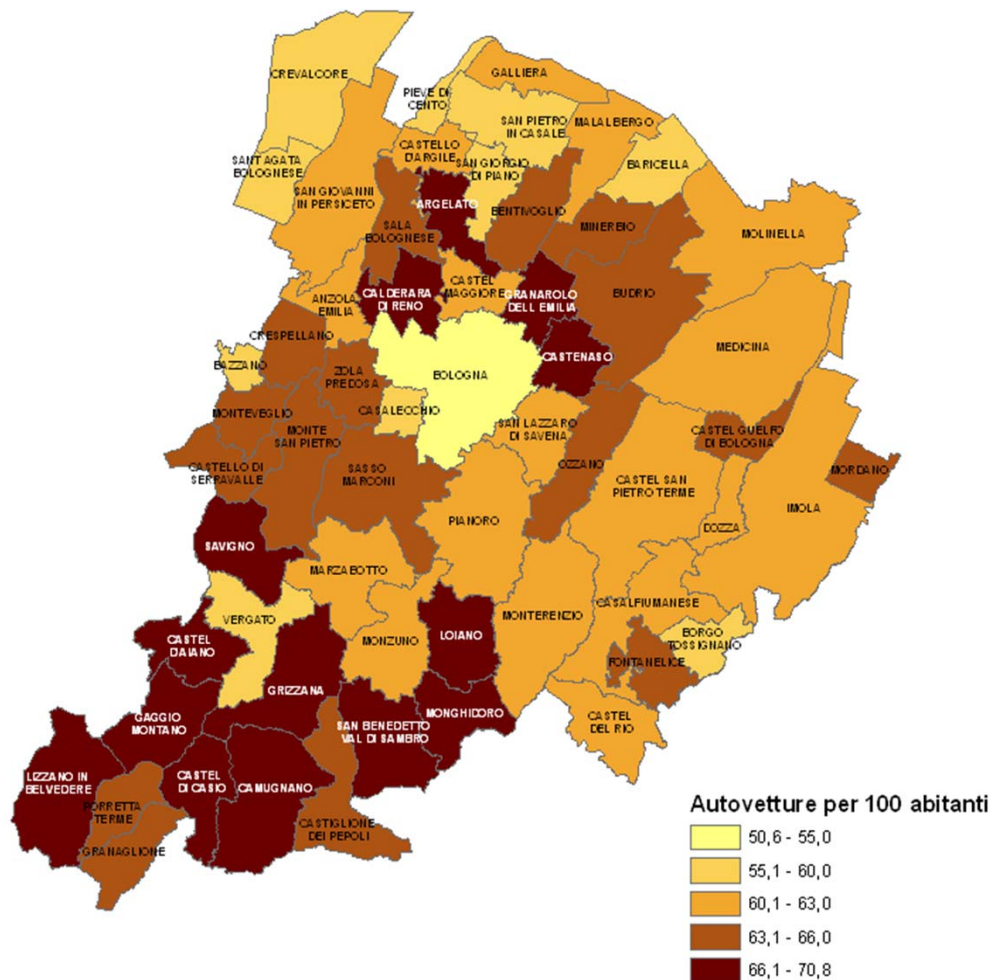 CREVALCORE
GALLIERA
PIEVE DI
CENTO
SAN PIETRO
IN CASALE
MALALBERGO
SANT'AGATA
BOLOGNESE
CASTELLO
D'ARGILE
SAN GIORGIO
DI PIANO
BARICELLA
SAN GIOVANNI
IN PERSICETO
ARGELATO
BENTIVOGLIO
SALA
BOLOGNESE
MINERBIO
MOLINELLA
ANZOLA
EMILIA
CALDERARA
DI RENO
CASTEL
MAGGIORE
GRANAROLO
DELL EMILIA
BUDRIO
CRESPELLANO
CASTENASO
MEDICINA
BAZZANO
ZOLA
PREDOSA
BOLOGNA
MONTEVEGLIO
MONTE
SAN PIETRO
CASALECCHIO
SAN LAZZARO
DI SAVENA
CASTEL GUELFO
DI BOLOGNA
CASTELLO DI
SERRAVALLE
SASSO
MARCONI
OZZANO
CASTEL SAN
PIETRO TERME
MORDANO
IMOLA
PIANORO
DOZZA
SAVIGNO
MARZABOTTO
VERGATO
MONTERENZIO
CASALFIUMANESE
CASTEL
D'AIANO
MONZUNO
LOIANO
BORGO
TOSSIGNANO
FONTANELICE
GRIZZANA
GAGGIO
MONTANO
SAN BENEDETTO
VAL DI SAMBRO
MONGHIDORO
CASTEL
DEL RIO
LIZZANO IN
BELVEDERE
CASTEL
DI CASIO
CAMUGNANO
PORRETTA
TERME
GRANAGLIONE
CASTIGLIONE
DEI PEPOLI
Autovetture per 100 abitanti
50,6 - 55,0
55,1 - 60,0
60,1 - 63,0
63,1 - 66,0
66,1 - 70,8